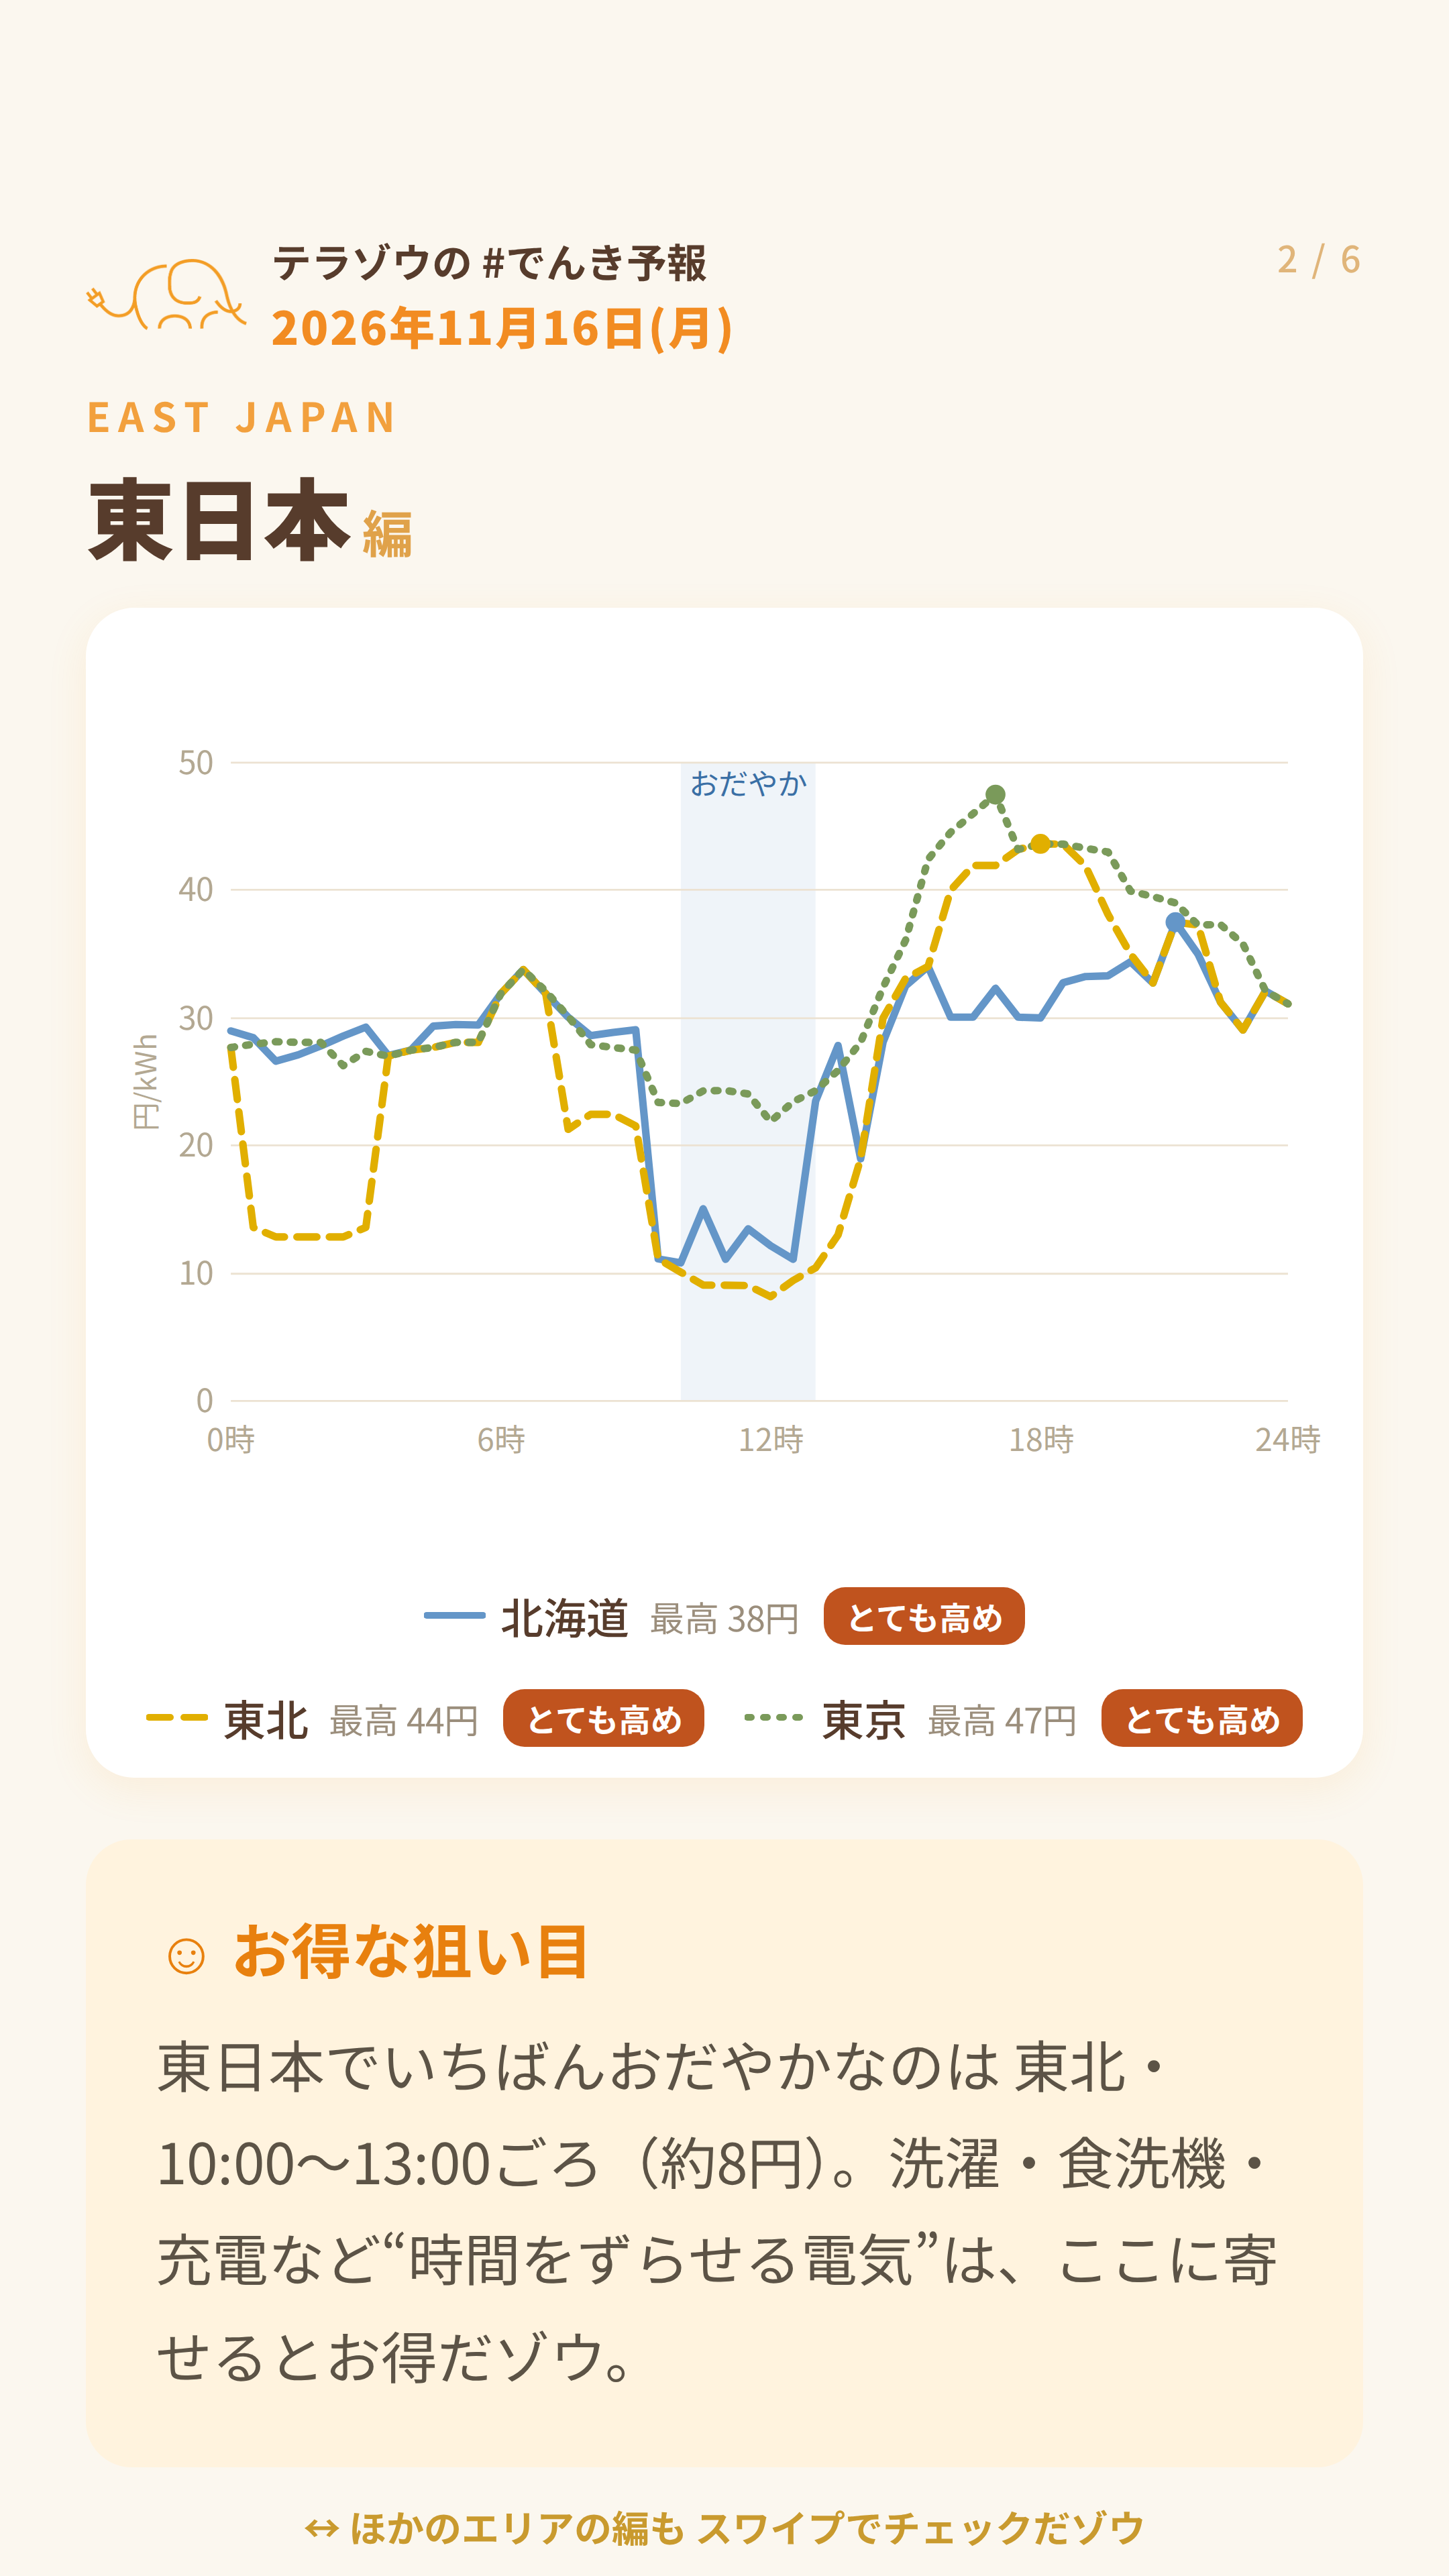 テラゾウの #でんき予報
2026年11月16日(月)
2 / 6
EAST JAPAN
東日本 編
おだやか
円/kWh
50
40
30
20
10
0
0時 6時 12時 18時 24時
北海道 最高 38円 とても高め
東北 最高 44円 とても高め 東京 最高 47円 とても高め
☺ お得な狙い目
東日本でいちばんおだやかなのは 東北・
10:00〜13:00ごろ（約8円）。洗濯・食洗機・
充電など“時間をずらせる電気”は、ここに寄
せるとお得だゾウ。
↔ ほかのエリアの編も スワイプでチェックだゾウ